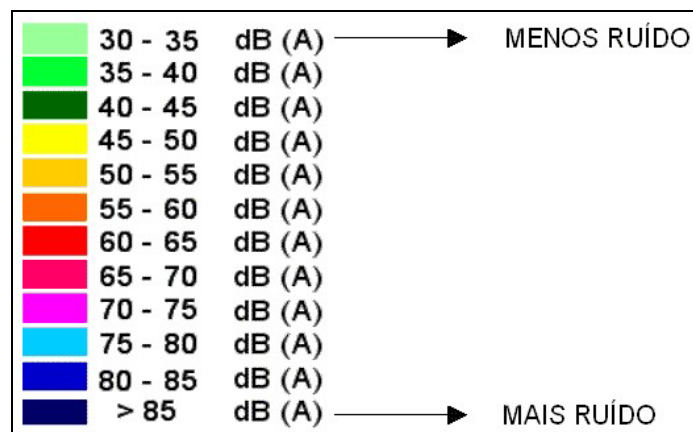 30 - 35 dB (A) MENOS RUÍDO
35 - 40 dB (A)
40 - 45 dB (A)
45 - 50 dB (A)
50 - 55 dB (A)
55 - 60 dB (A)
60 - 65 dB (A)
65 - 70 dB (A)
70 - 75 dB (A)
75 - 80 dB (A)
80 - 85 dB (A)
> 85 dB (A) MAIS RUÍDO